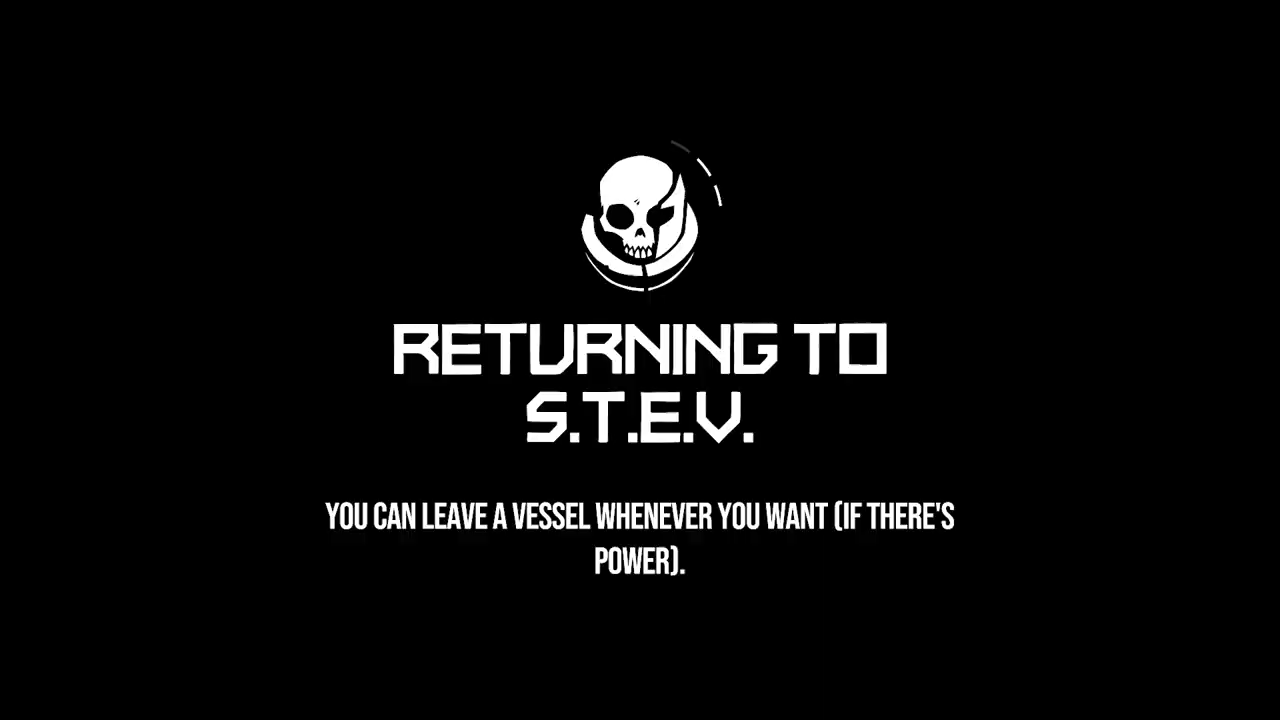 RETURNING TO
S.T.E.V.
YOU CAN LEAVE A VESSEL WHENEVER YOU WANT (IF THERE'S
POWER).